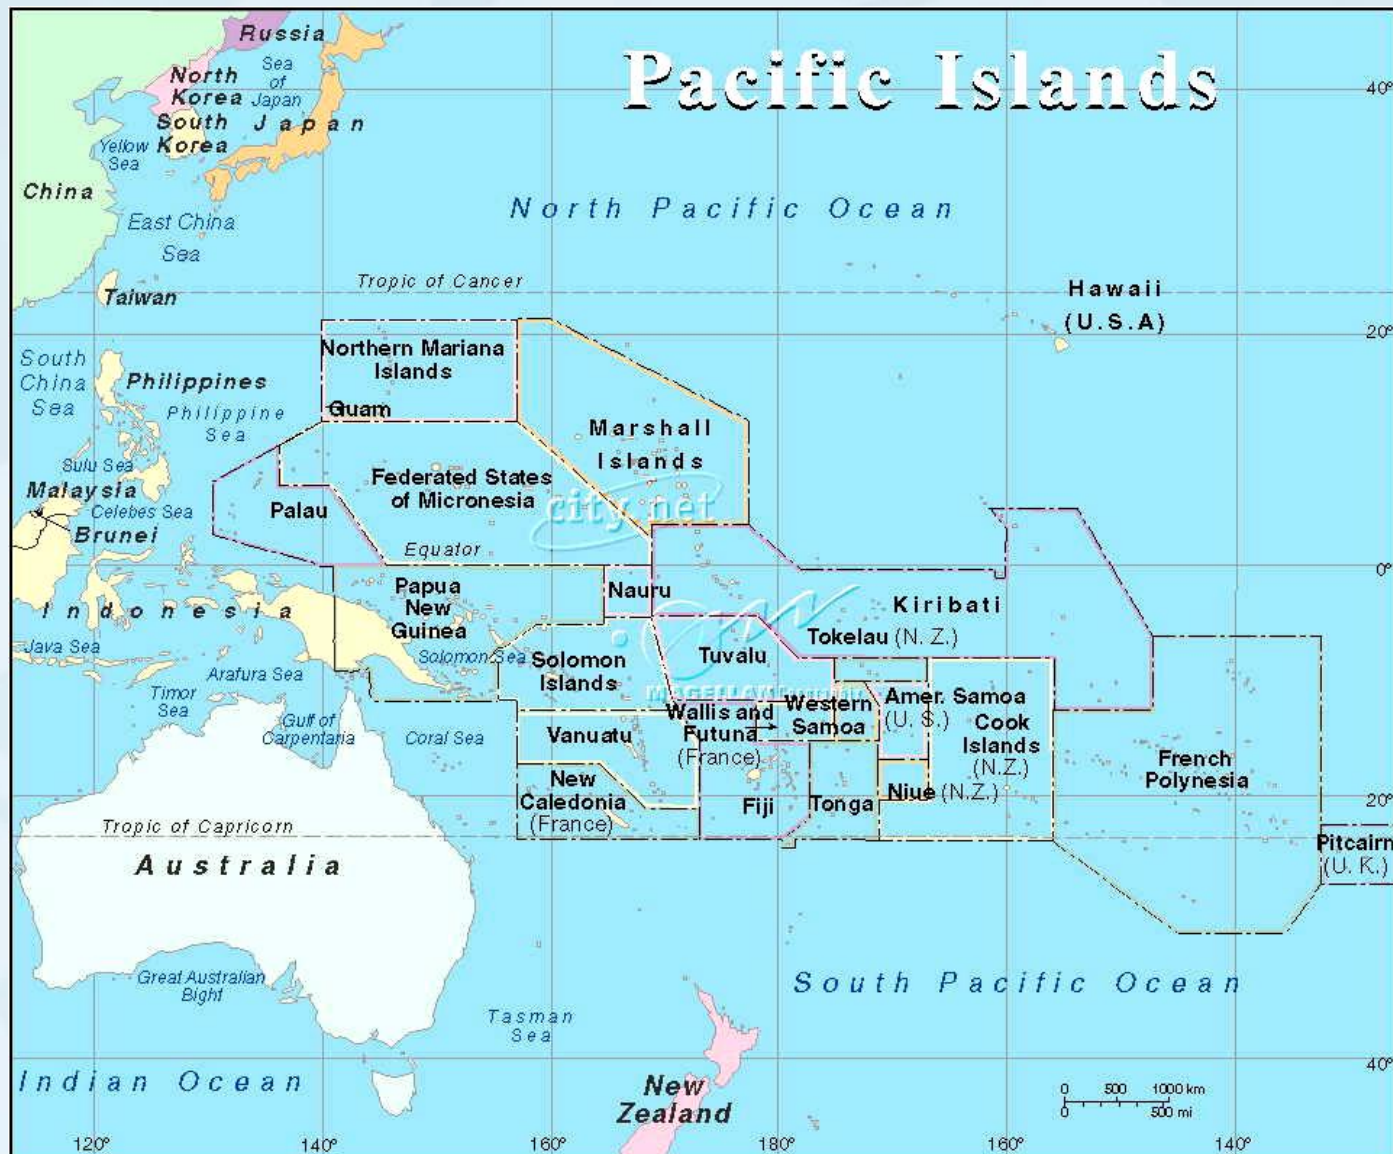 Pacific Islands
Russia
North
Korea
Sea
of
Japan
South
Korea
Japan
Yellow
Sea
China
East China
Sea
North Pacific Ocean
Taiwan
Tropic of Cancer
Hawaii
(U.S.A)
40°
20°
0°
20°
40°
South
China
Sea
Philippines
Philippine
Sea
Northern Mariana
Islands
Guam
Marshall
Islands
Sulu Sea
Malaysia
Celebes Sea
Brunei
Palau
Federated States
of Micronesia
city.net
Equator
Indonesia
Papua
New
Guinea
Nauru
Kiribati
Tokelau (N. Z.)
Java Sea
Arafura Sea
Timor
Sea
Gulf of
Carpentaria
Solomon Sea
Solomon
Islands
Tuvalu
Coral Sea
Vanuatu
Wallis and
Futuna
(France)
Western
Samoa
Amer. Samoa
(U. S.)
Cook
Islands
(N.Z.)
French
Polynesia
New
Caledonia
(France)
Fiji
Tonga
Niue (N.Z.)
Pitcairn
(U. K.)
Tropic of Capricorn
Australia
Great Australian
Bight
Tasman
Sea
South Pacific Ocean
Indian Ocean
New
Zealand
0 500 1000 km
0 500 mi
120° 140° 160° 180° 160° 140°